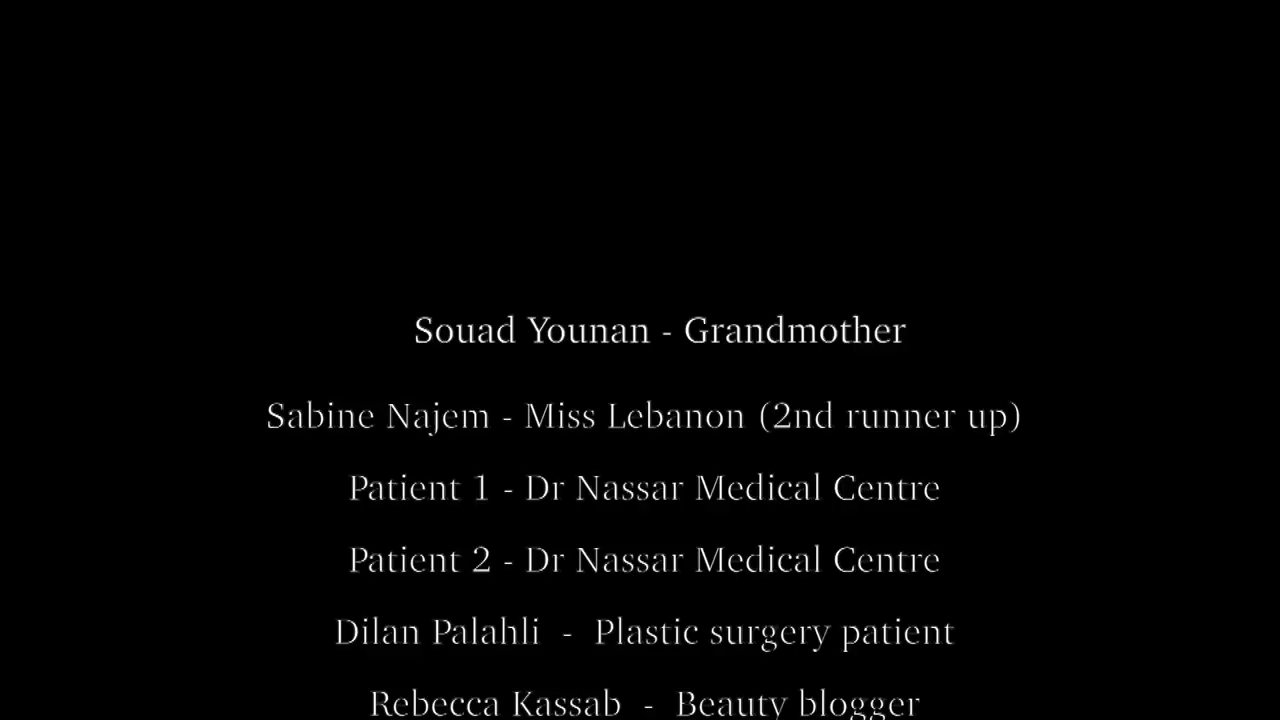 Souad Younan - Grandmother
Sabine Najem - Miss Lebanon (2nd runner up)
Patient 1 - Dr Nassar Medical Centre
Patient 2 - Dr Nassar Medical Centre
Dilan Palahli - Plastic surgery patient
Rebecca Kassab - Beauty blogger